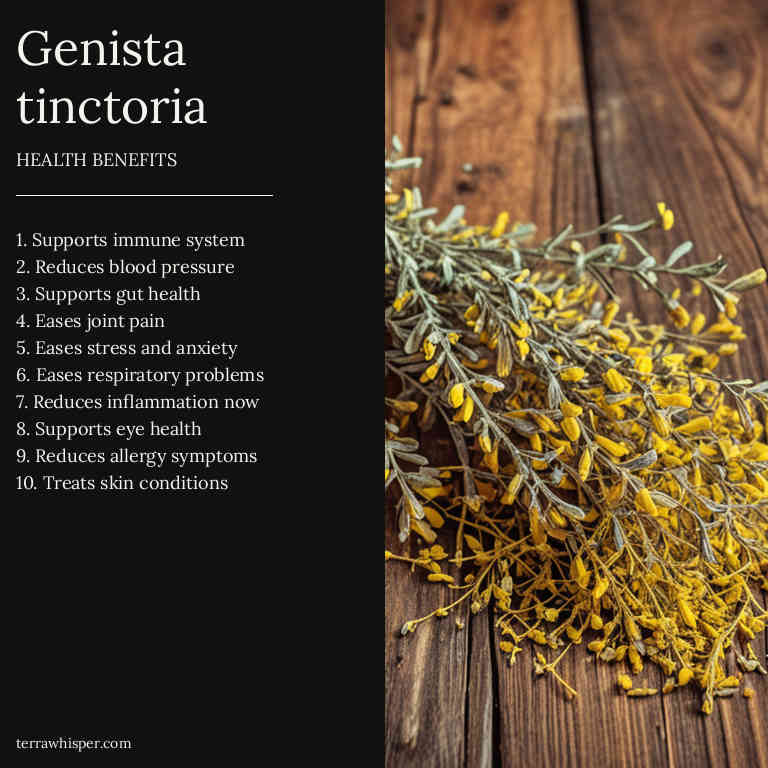 Genista
tinctoria
HEALTH BENEFITS
1. Supports immune system
2. Reduces blood pressure
3. Supports gut health
4. Eases joint pain
5. Eases stress and anxiety
6. Eases respiratory problems
7. Reduces inflammation now
8. Supports eye health
9. Reduces allergy symptoms
10. Treats skin conditions
terrawhisper.com